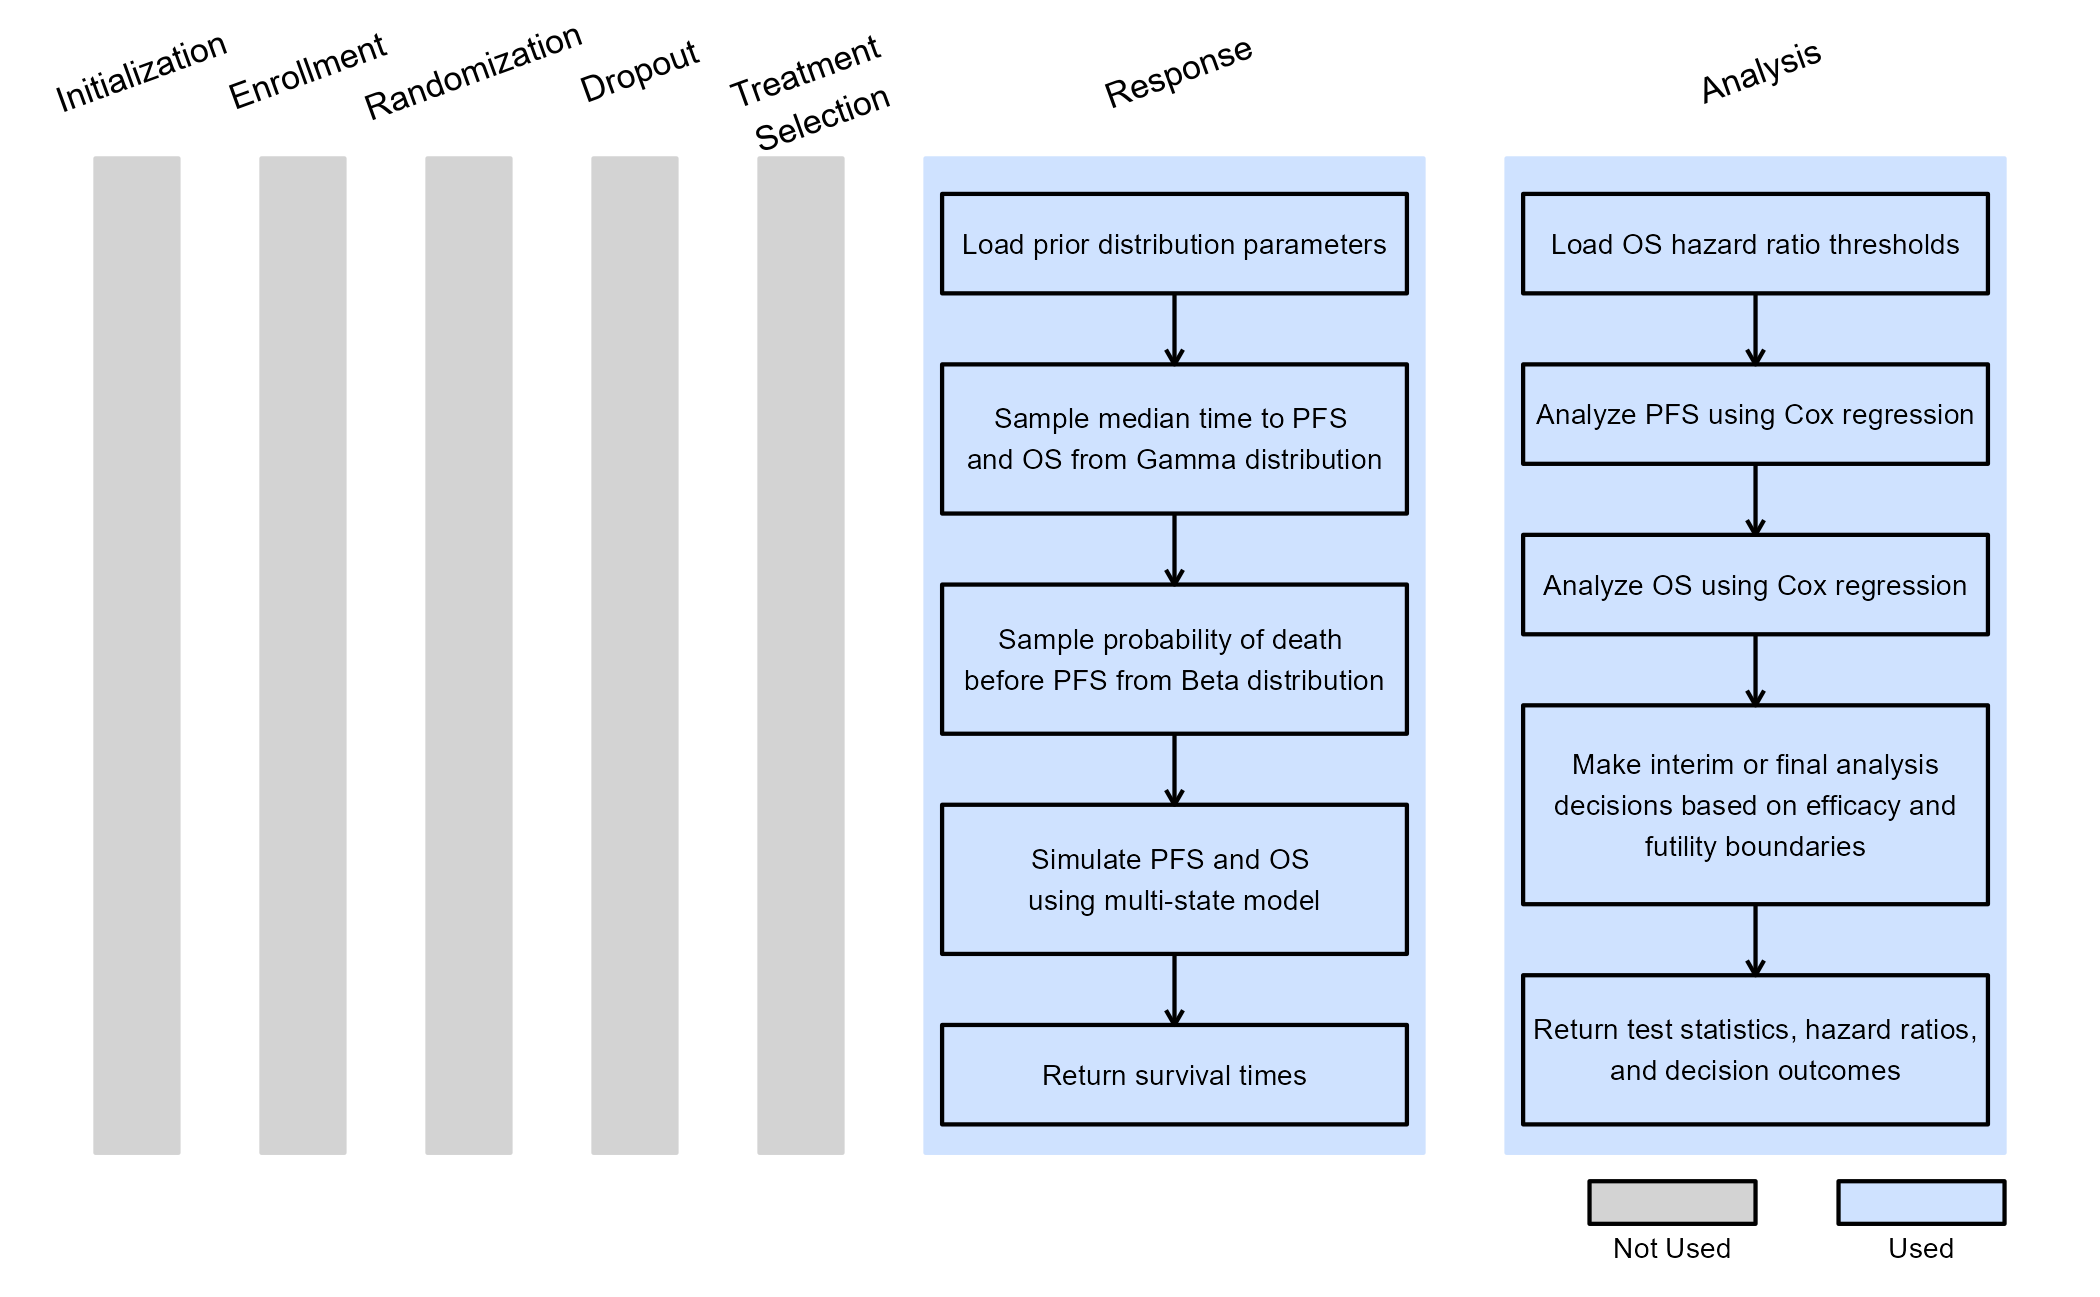 Initialization
Enrollment
Randomization
Dropout
Treatment
Selection
Response
Analysis
Load prior distribution parameters
Sample median time to PFS
and OS from Gamma distribution
Sample probability of death
before PFS from Beta distribution
Simulate PFS and OS
using multi-state model
Return survival times
Load OS hazard ratio thresholds
Analyze PFS using Cox regression
Analyze OS using Cox regression
Make interim or final analysis
decisions based on efficacy and
futility boundaries
Return test statistics, hazard ratios,
and decision outcomes
Not Used
Used